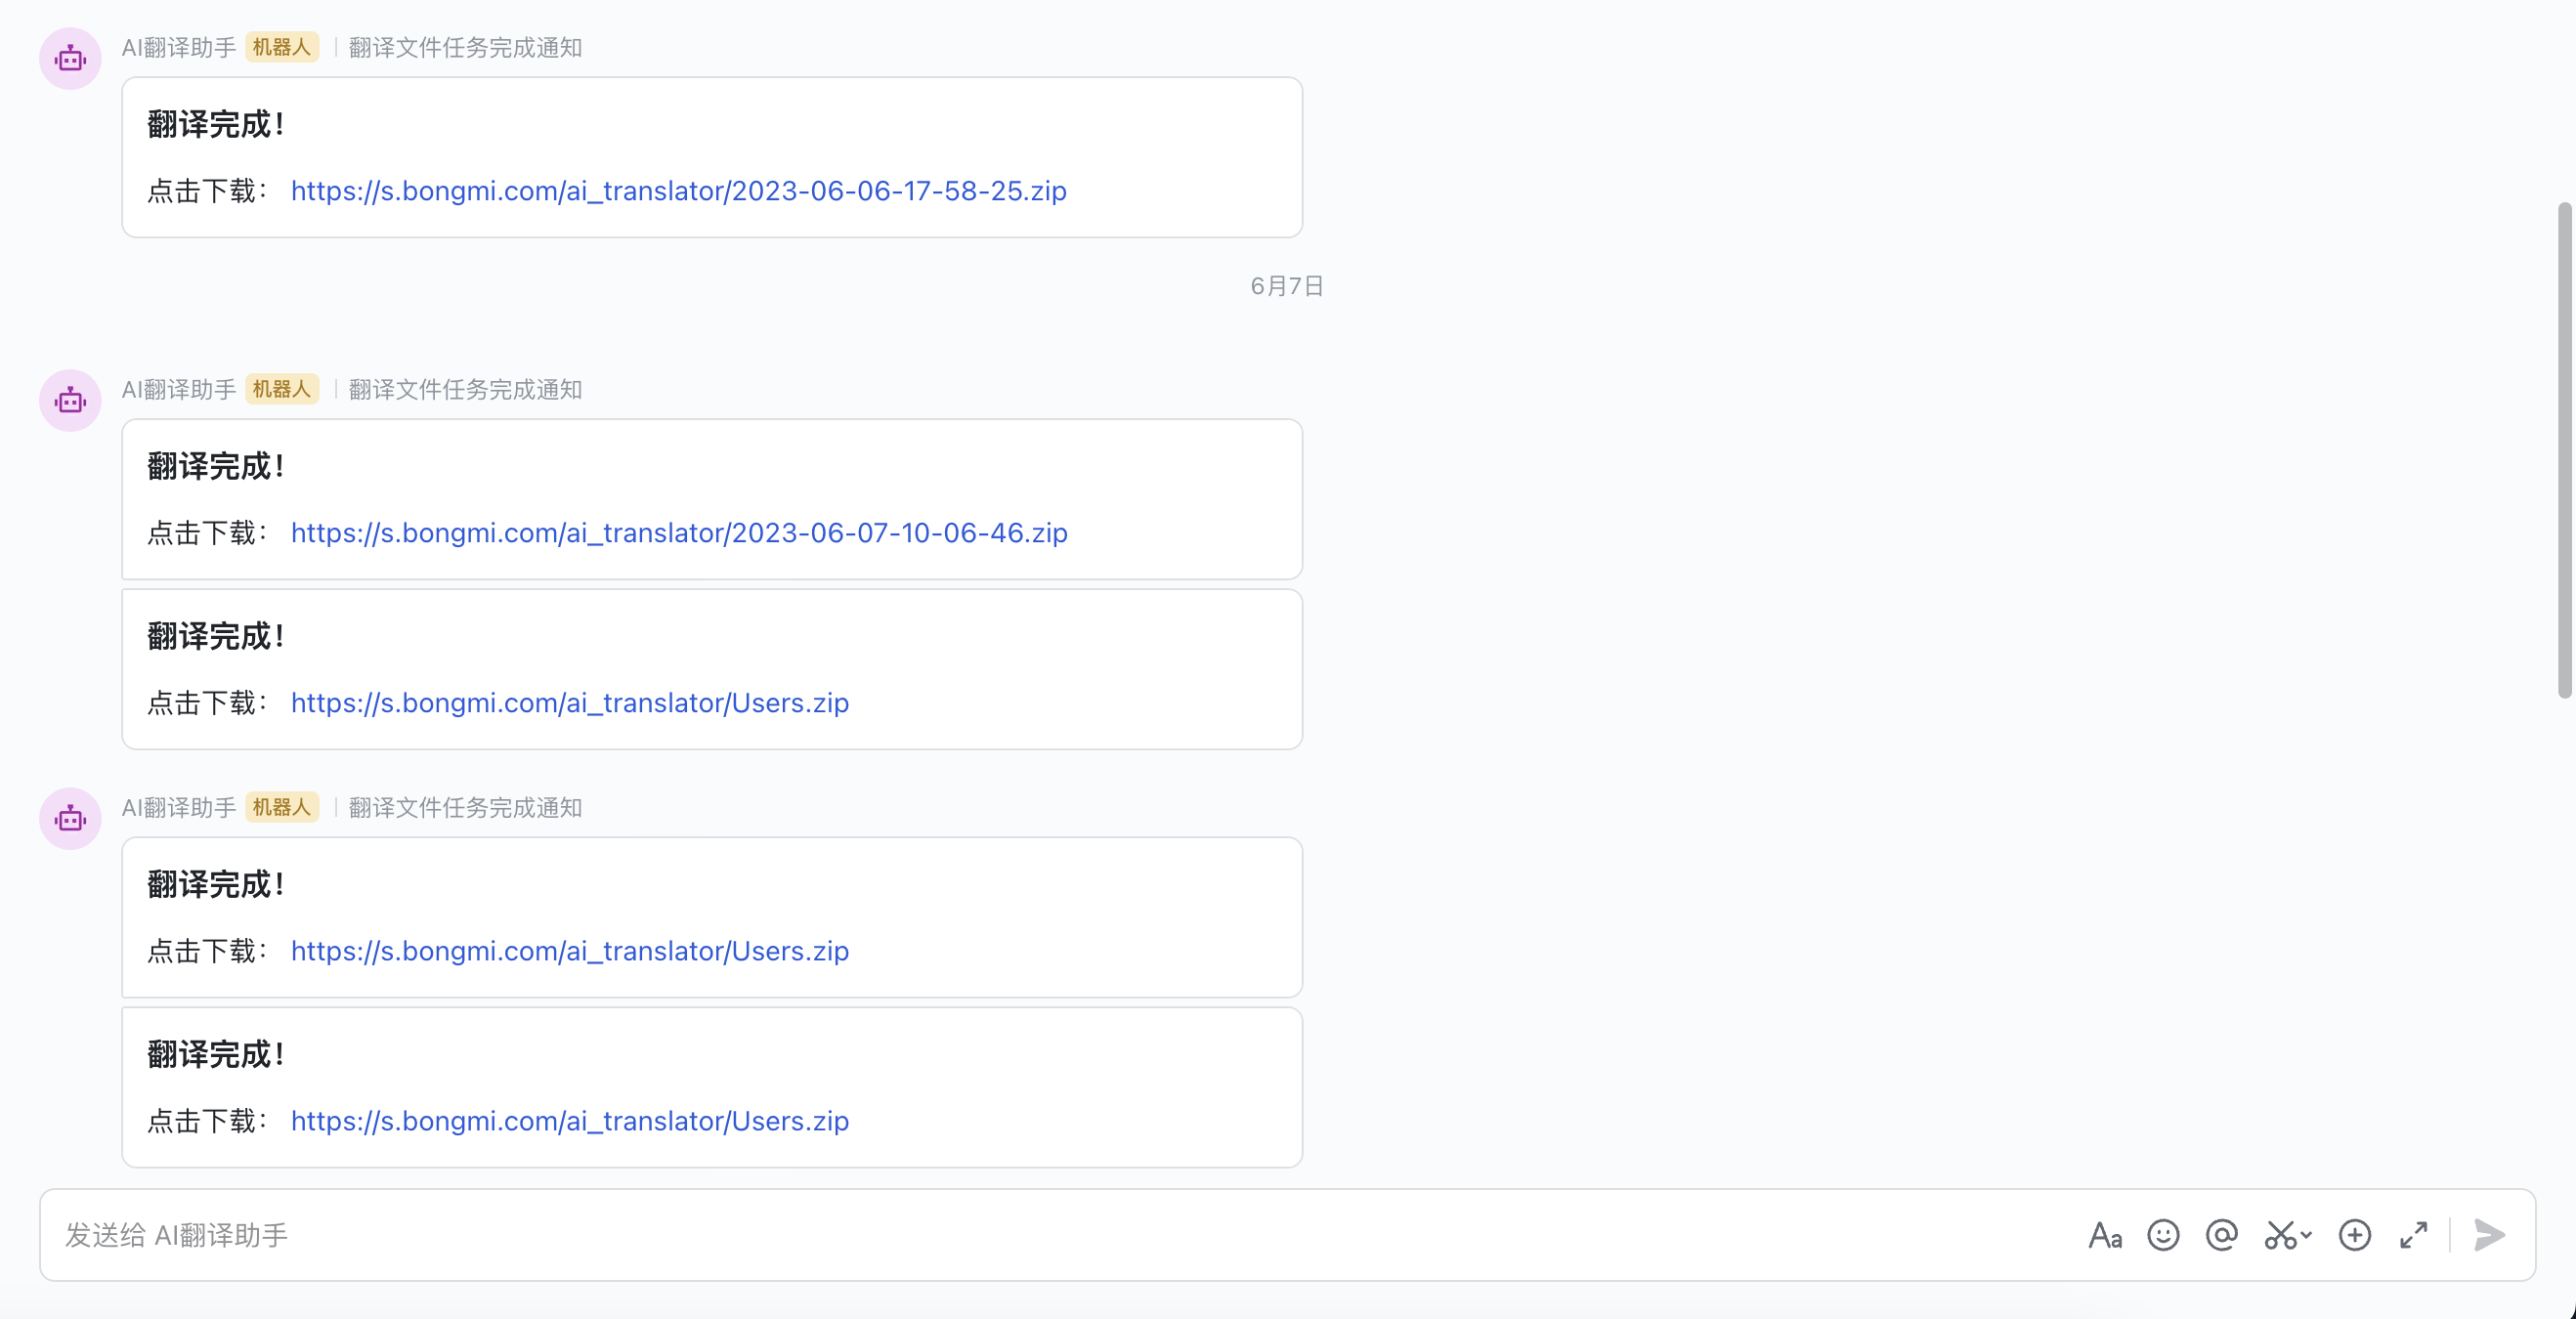 AI翻译助手 机器人 | 翻译文件任务完成通知
翻译完成！
点击下载： https://s.bongmi.com/ai_translator/2023-06-06-17-58-25.zip
6月7日
AI翻译助手 机器人 | 翻译文件任务完成通知
翻译完成！
点击下载： https://s.bongmi.com/ai_translator/2023-06-07-10-06-46.zip
翻译完成！
点击下载： https://s.bongmi.com/ai_translator/Users.zip
AI翻译助手 机器人 | 翻译文件任务完成通知
翻译完成！
点击下载： https://s.bongmi.com/ai_translator/Users.zip
翻译完成！
点击下载： https://s.bongmi.com/ai_translator/Users.zip
发送给 AI翻译助手 Aa